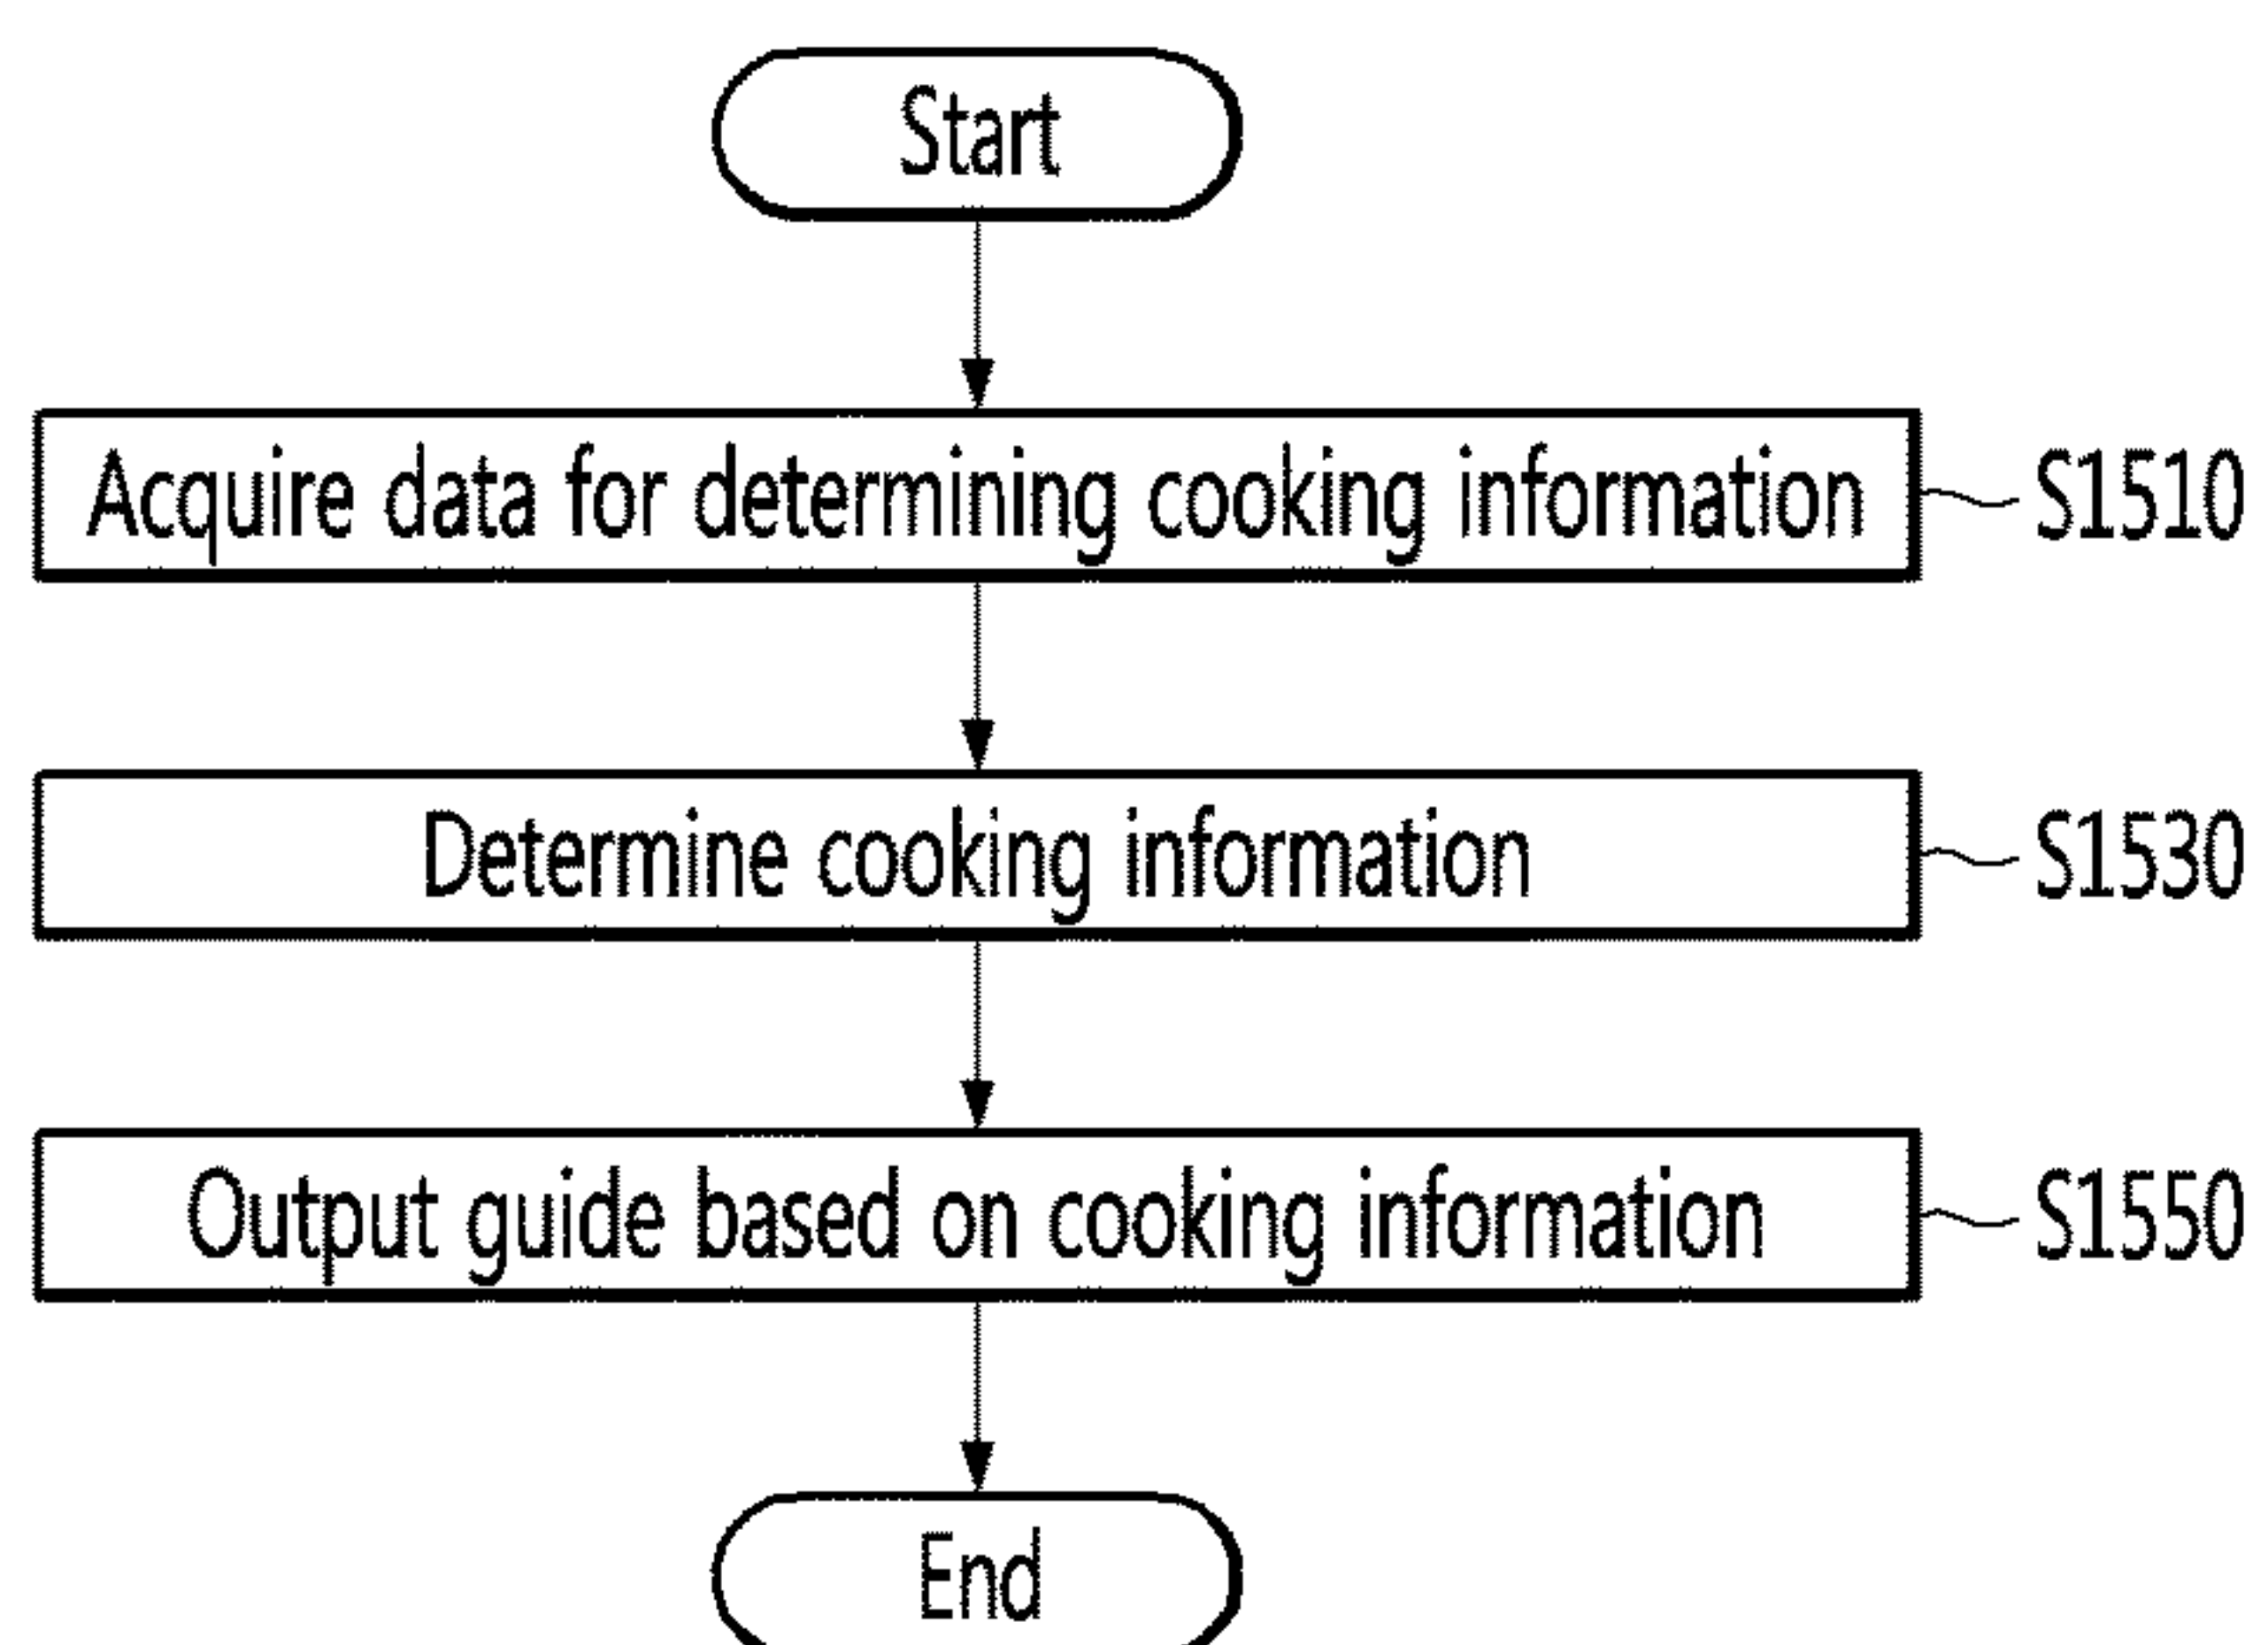 Start
Acquire data for determining cooking information S1510
Determine cooking information S1530
Output guide based on cooking information S1550
End